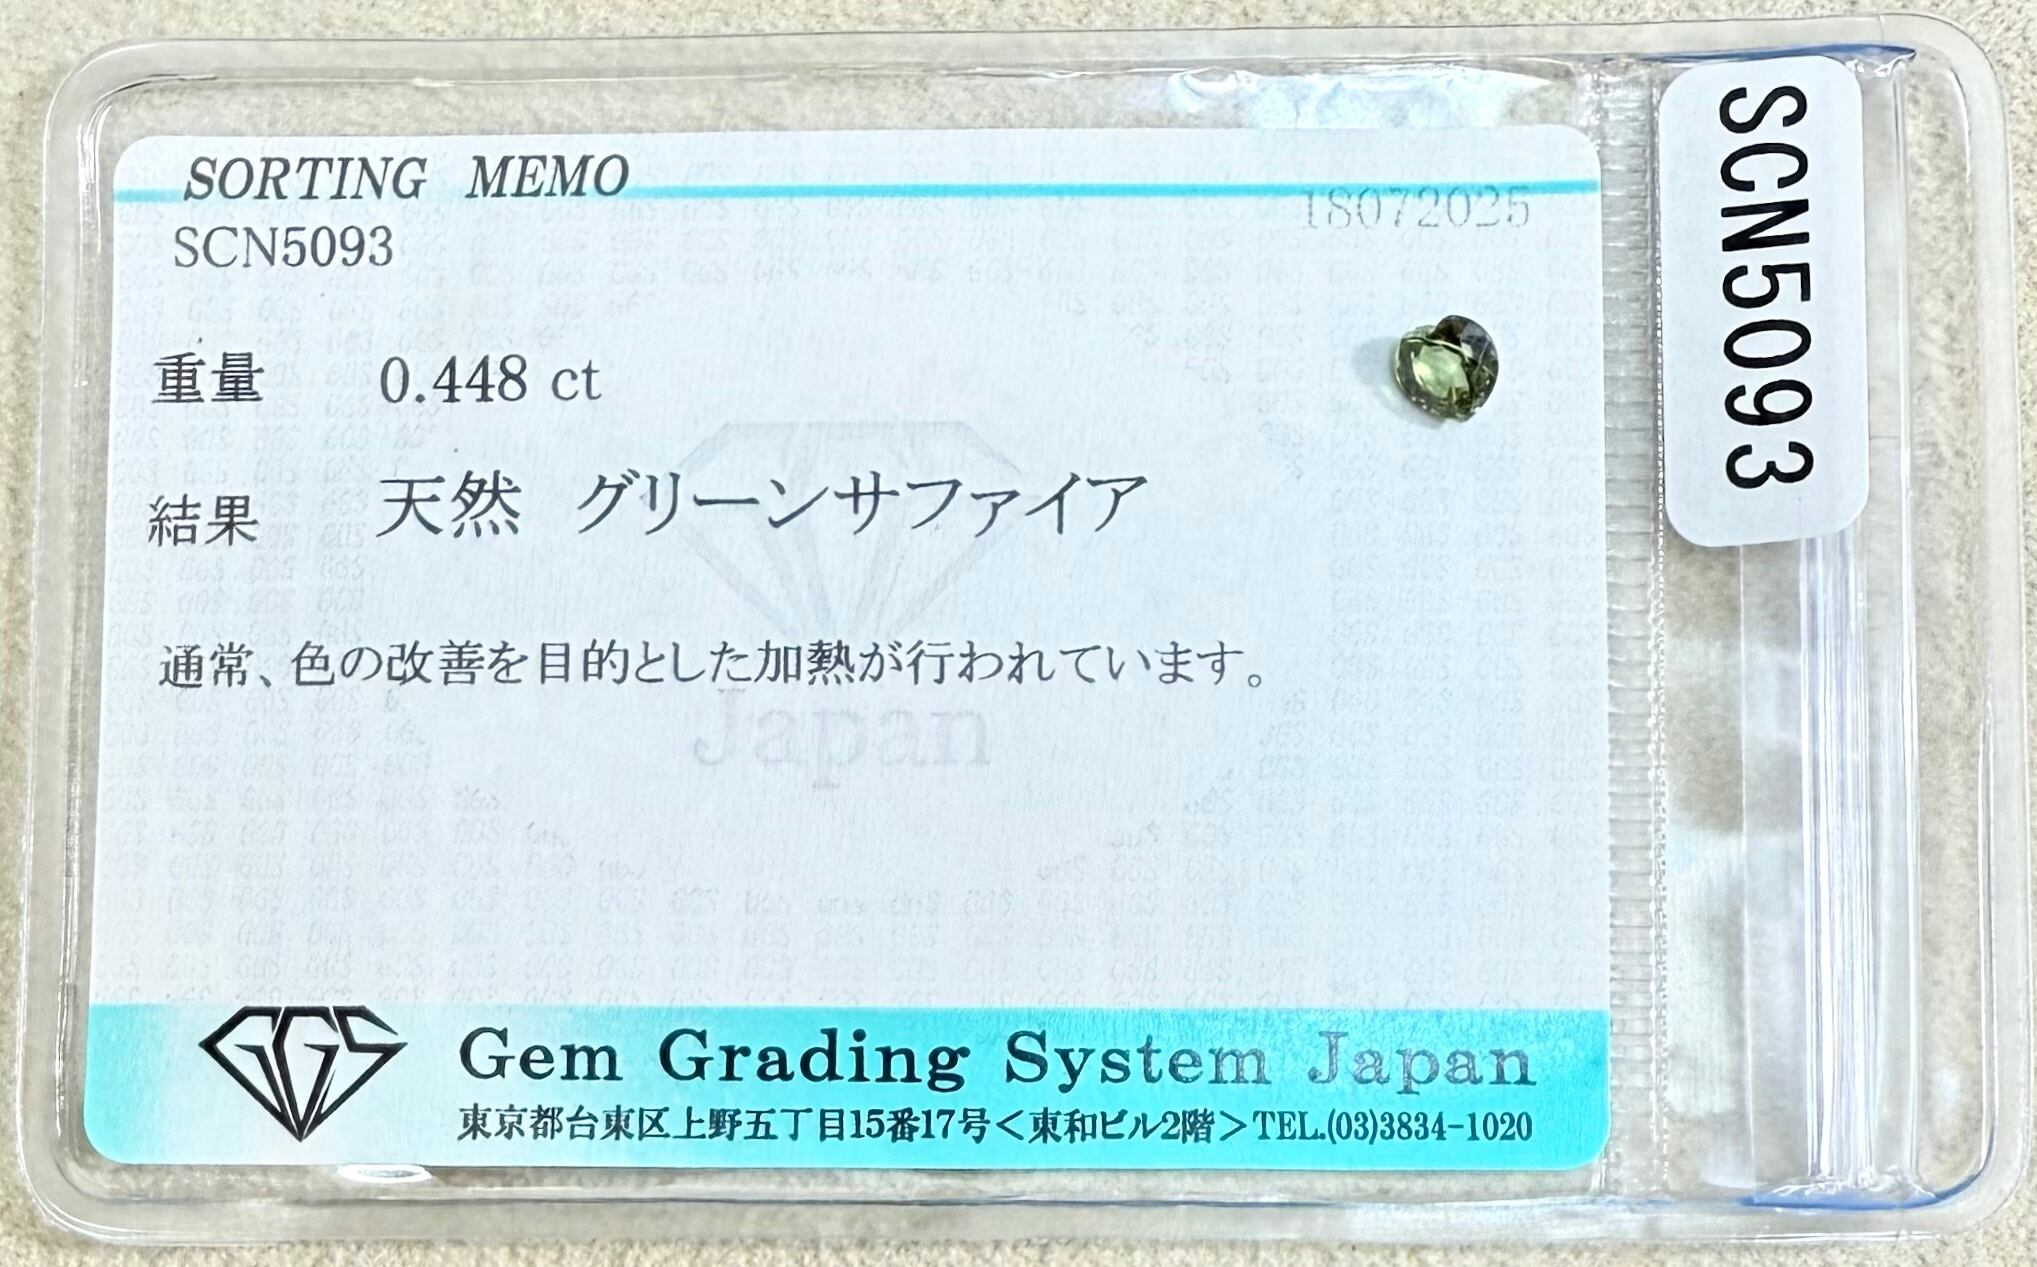 SORTING MEMO
18072025
SCN5093
重量 0.448 ct
結果 天然 グリーンサファイア
通常、色の改善を目的とした加熱が行われています。
Japan
GGS
Gem Grading System Japan
東京都台東区上野五丁目15番17号<東和ビル2階>TEL.(03)3834-1020
SCN5093